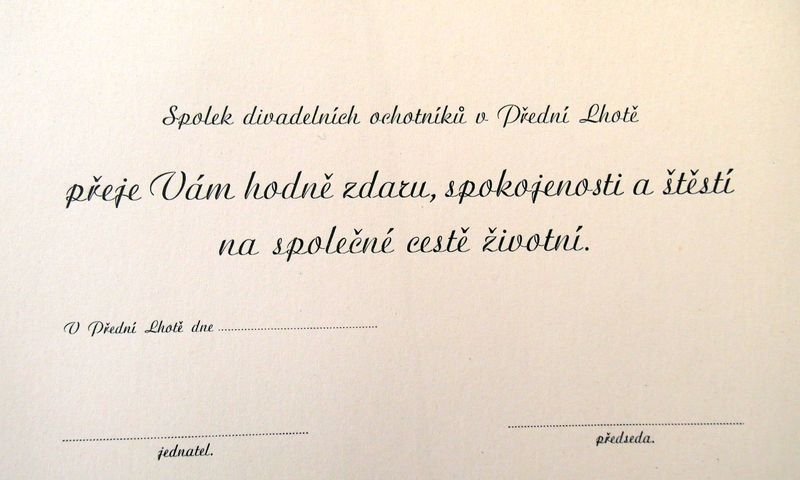 Spolek divadelních ochotníků v Přední Lhotě
přeje Vám hodně zdaru, spokojenosti a štěstí
na společné cestě životní.
V Přední Lhotě dne
jednatel.
předseda.